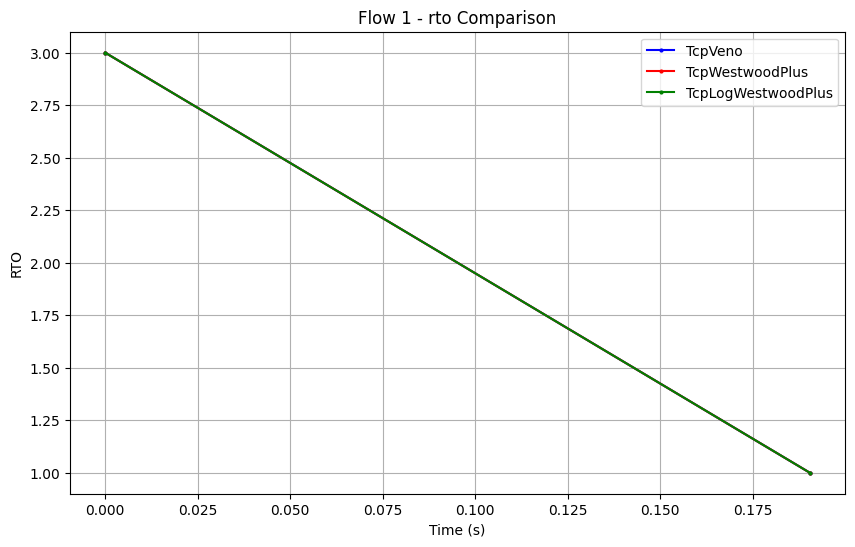 Flow 1 - rto Comparison
TcpVeno
TcpWestwoodPlus
TcpLogWestwoodPlus
RTO
3.00
2.75
2.50
2.25
2.00
1.75
1.50
1.25
1.00
0.000 0.025 0.050 0.075 0.100 0.125 0.150 0.175
Time (s)